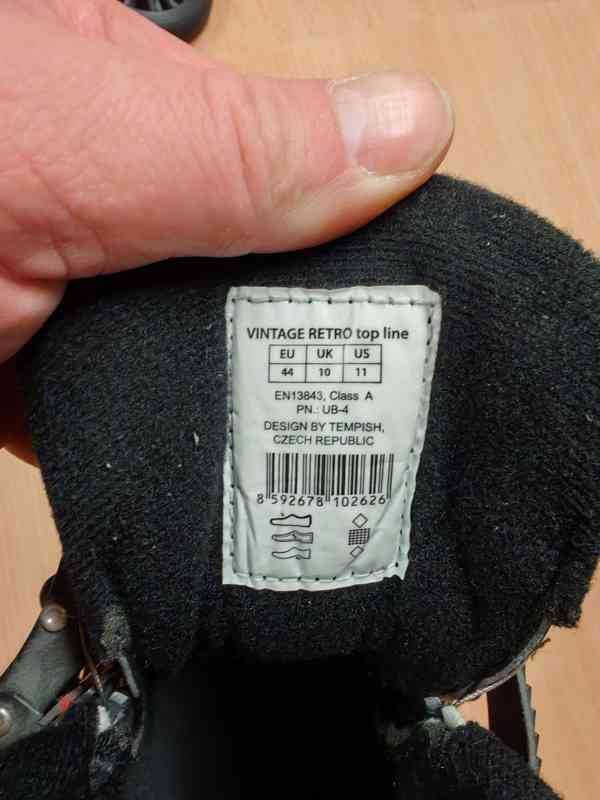 VINTAGE RETRO top line
EU UK US
44 10 11
EN13843, Class A
PN.: UB-4
DESIGN BY TEMPISH,
CZECH REPUBLIC
8 592678 102626